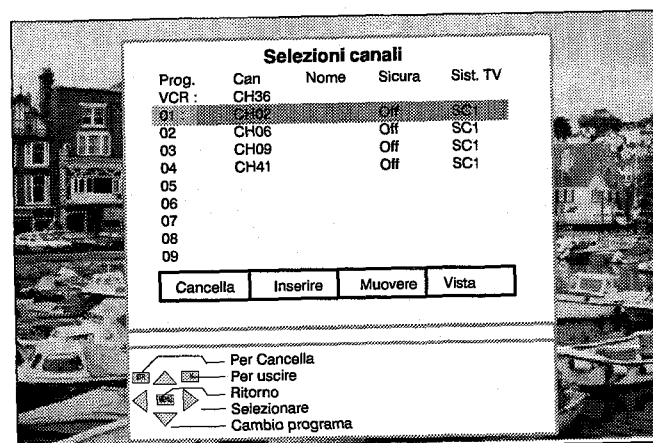 Selezioni canali
Prog. Can Nome Sicura Sist. TV
VCR : CH36
01 : CH02 Off SC1
02 CH06 Off SC1
03 CH09 Off SC1
04 CH41 Off SC1
05
06
07
08
09
Cancella Inserire Muovere Vista
Per Cancella
Per uscire
Ritorno
Selezionare
Cambio programa